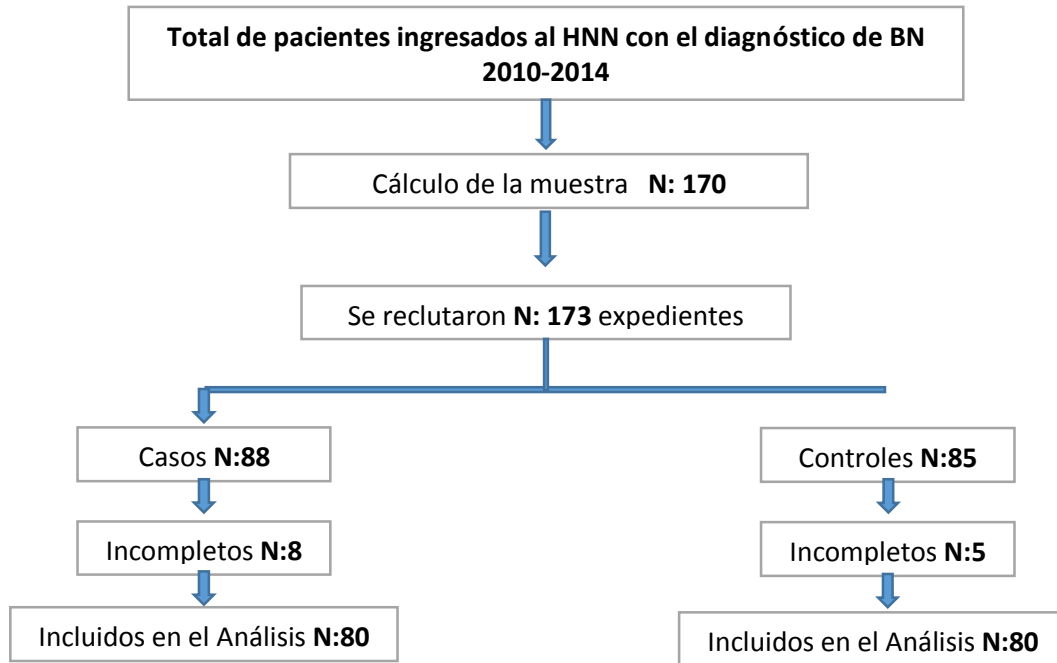 Total de pacientes ingresados al HNN con el diagnóstico de BN
2010-2014
Cálculo de la muestra N: 170
Se reclutaron N: 173 expedientes
Casos N:88
Controles N:85
Incompletos N:8
Incompletos N:5
Incluidos en el Análisis N:80
Incluidos en el Análisis N:80